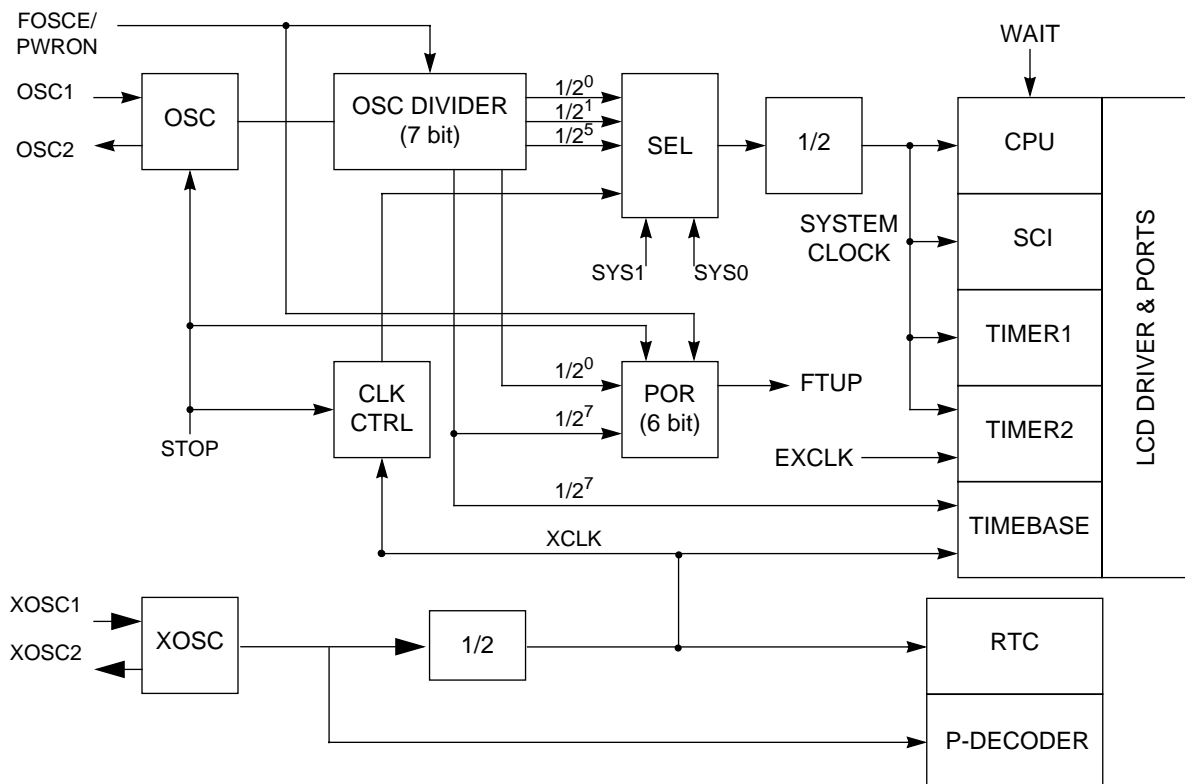 FOSCE/
PWRON
WAIT
OSC1
OSC2
OSC
OSC DIVIDER
(7 bit)
1/2⁰
1/2¹
1/2⁵
SEL
1/2
CPU
SYSTEM
CLOCK
SCI
SYS1
SYS0
TIMER1
CLK
CTRL
1/2⁰
1/2⁷
POR
(6 bit)
FTUP
STOP
TIMER2
EXCLK
1/2⁷
TIMEBASE
LCD DRIVER & PORTS
XCLK
XOSC1
XOSC2
XOSC
1/2
RTC
P-DECODER